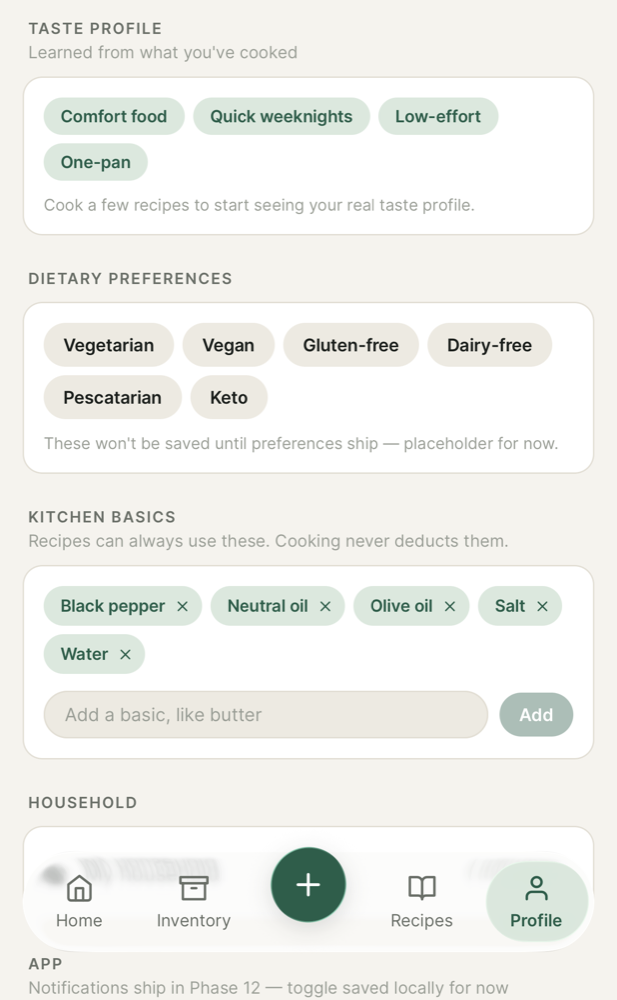 TASTE PROFILE
Learned from what you've cooked
Comfort food
Quick weeknights
Low-effort
One-pan
Cook a few recipes to start seeing your real taste profile.
DIETARY PREFERENCES
Vegetarian
Vegan
Gluten-free
Dairy-free
Pescatarian
Keto
These won't be saved until preferences ship — placeholder for now.
KITCHEN BASICS
Recipes can always use these. Cooking never deducts them.
Black pepper ×
Neutral oil ×
Olive oil ×
Salt ×
Water ×
Add a basic, like butter
Add
HOUSEHOLD
Home
Inventory
+
Recipes
Profile
APP
Notifications ship in Phase 12 — toggle saved locally for now